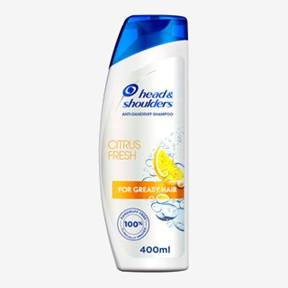 head&
shoulders
ANTI-DANDRUFF SHAMPOO
CITRUS
FRESH
FOR GREASY HAIR
100%
400ml